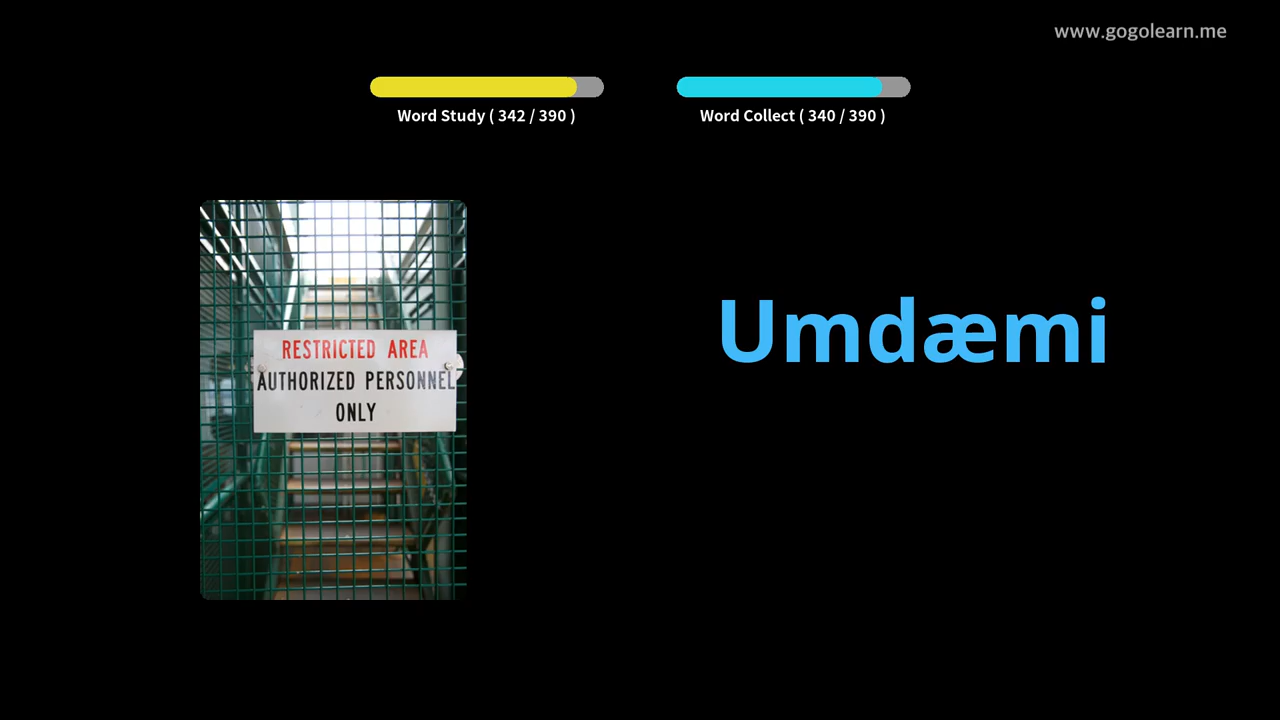 www.gogolearn.me
Word Study ( 342 / 390 )
Word Collect ( 340 / 390 )
RESTRICTED AREA
AUTHORIZED PERSONNEL
ONLY
Umdæmi